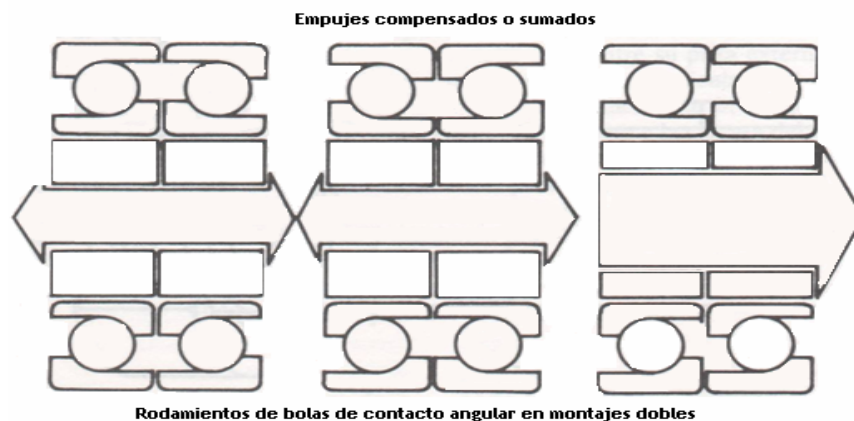 Empujes compensados o sumados
Rodamientos de bolas de contacto angular en montajes dobles